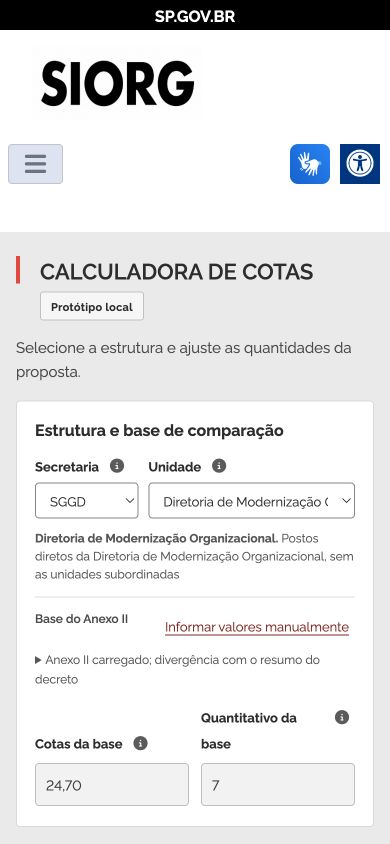 SP.GOV.BR
SIORG
CALCULADORA DE COTAS
Protótipo local
Selecione a estrutura e ajuste as quantidades da
proposta.
Estrutura e base de comparação
Secretaria
Unidade
SGGD
Diretoria de Modernização
Diretoria de Modernização Organizacional. Postos
diretos da Diretoria de Modernização Organizacional, sem
as unidades subordinadas
Base do Anexo II
Informar valores manualmente
Anexo II carregado; divergência com o resumo do
decreto
Cotas da base
Quantitativo da
base
24,70
7